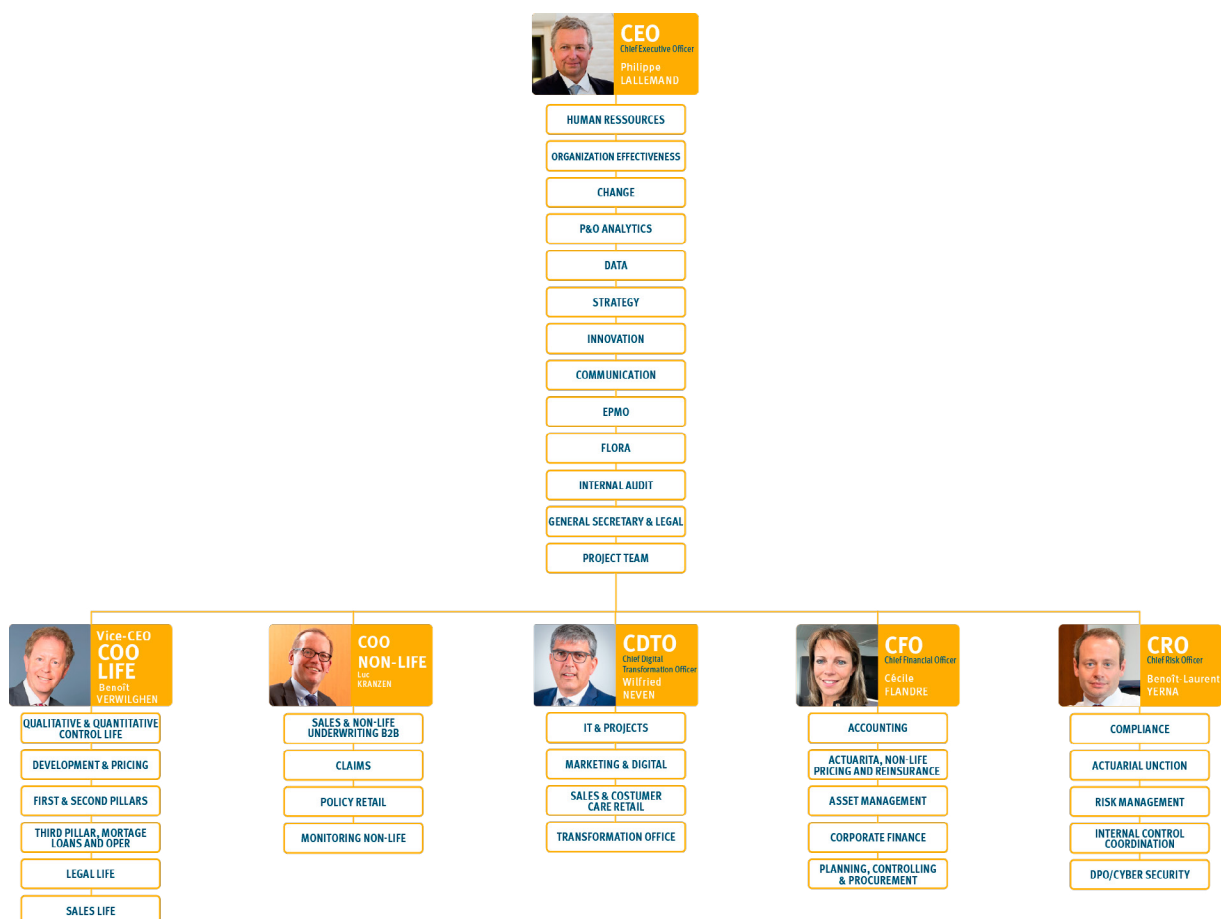 CEO
Chief Executive Officer
Philippe
LALLEMAND
HUMAN RESSOURCES
ORGANIZATION EFFECTIVENESS
CHANGE
P&O ANALYTICS
DATA
STRATEGY
INNOVATION
COMMUNICATION
EPMO
FLORA
INTERNAL AUDIT
GENERAL SECRETARY & LEGAL
PROJECT TEAM
Vice-CEO
COO
LIFE
Benoît
VERWILGHEN
QUALITATIVE & QUANTITATIVE
CONTROL LIFE
DEVELOPMENT & PRICING
FIRST & SECOND PILLARS
THIRD PILLAR, MORTAGE
LOANS AND OPER
LEGAL LIFE
SALES LIFE
COO
NON-LIFE
Luc
KRANZEN
SALES & NON-LIFE
UNDERWRITING B2B
CLAIMS
POLICY RETAIL
MONITORING NON-LIFE
CDTO
Chief Digital
Transformation Officer
Wilfried
NEVEN
IT & PROJECTS
MARKETING & DIGITAL
SALES & COSTUMER
CARE RETAIL
TRANSFORMATION OFFICE
CFO
Chief Financial Officer
Cécile
FLANDRE
ACCOUNTING
ACTUARITA, NON-LIFE
PRICING AND REINSURANCE
ASSET MANAGEMENT
CORPORATE FINANCE
PLANNING, CONTROLLING
& PROCUREMENT
CRO
Chief Risk Officer
Benoît-Laurent
YERNA
COMPLIANCE
ACTUARIAL UNCTION
RISK MANAGEMENT
INTERNAL CONTROL
COORDINATION
DPO/CYBER SECURITY